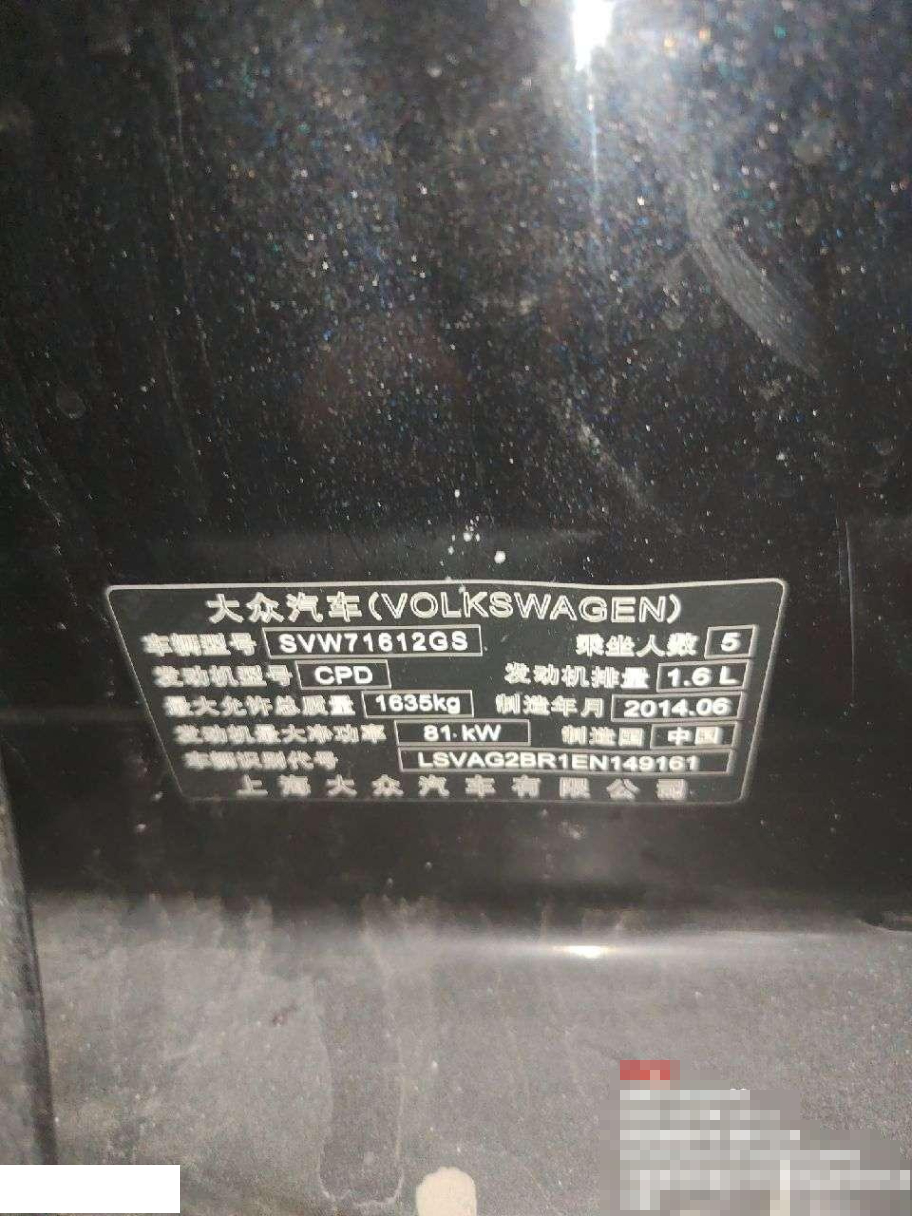 大众汽车(VOLKSWAGEN)
车辆型号 SVW71612GS 乘坐人数 5
发动机型号 CPD 发动机排量 1.6 L
最大允许总质量 1635kg 制造年月 2014.06
发动机最大净功率 81 kW 制造国 中国
车辆识别代号 LSVAG2BR1EN149161
上海大众汽车有限公司